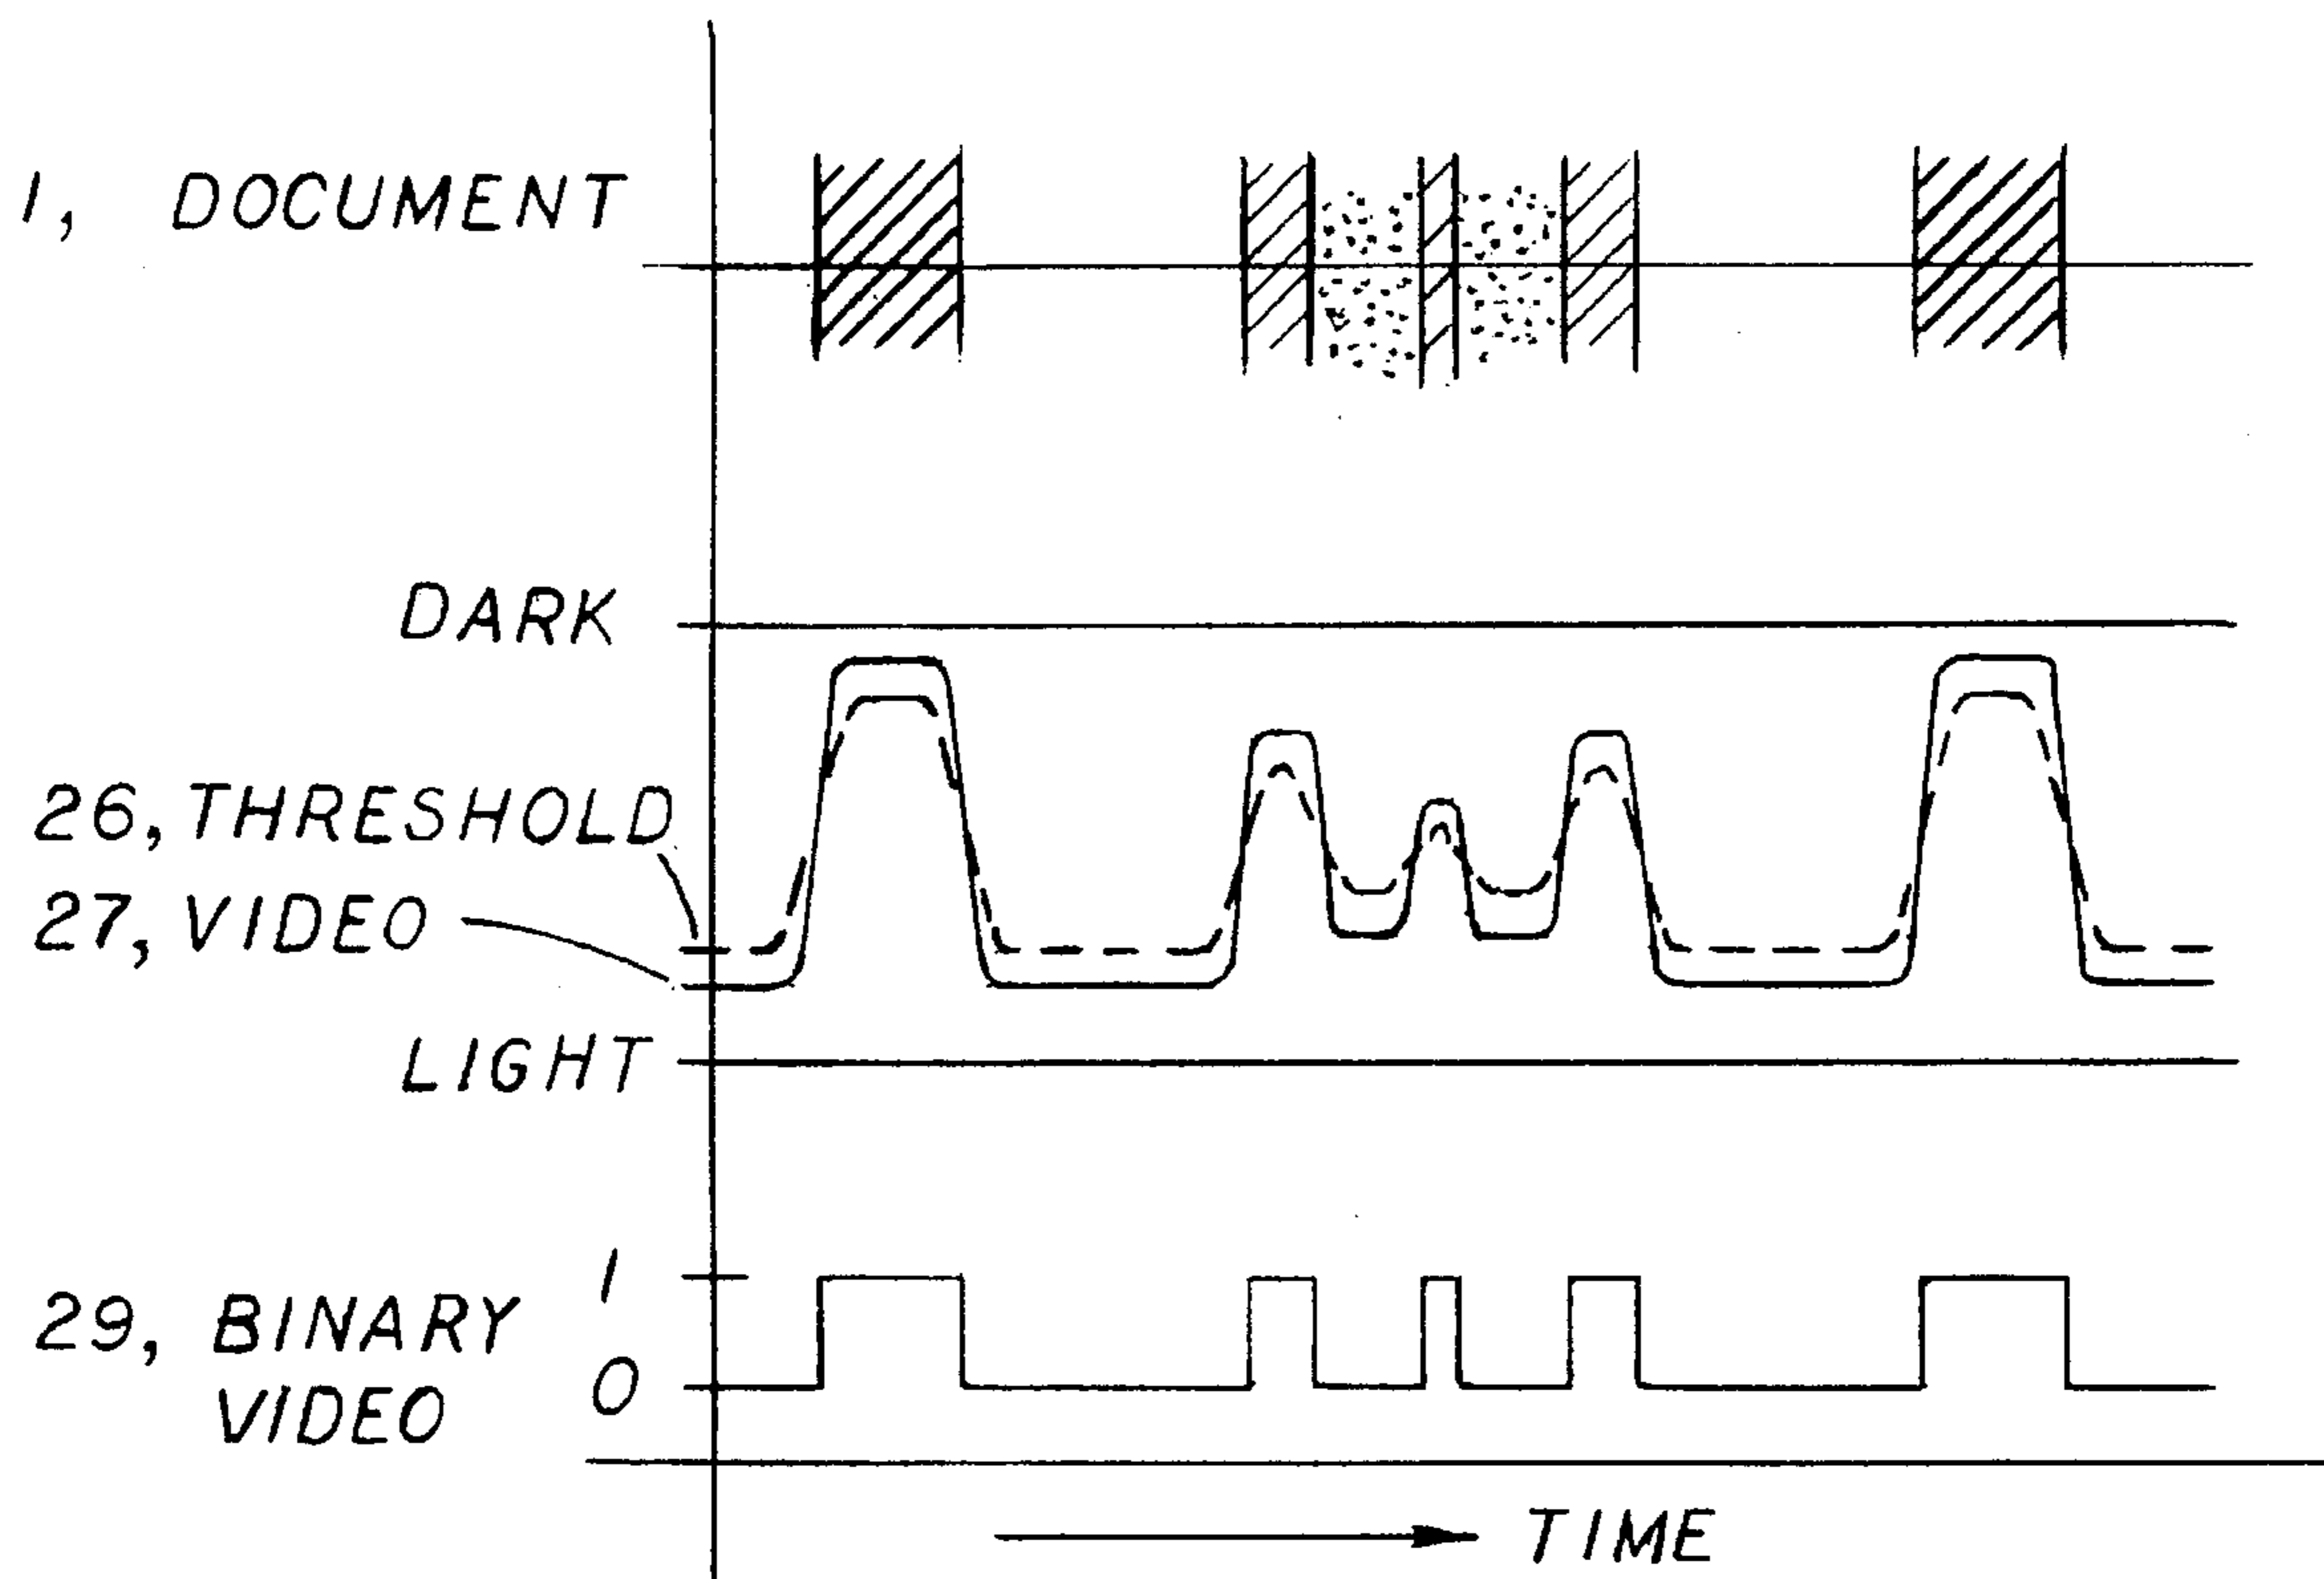 1, DOCUMENT
DARK
26, THRESHOLD
27, VIDEO
LIGHT
1
29, BINARY
0
VIDEO
TIME